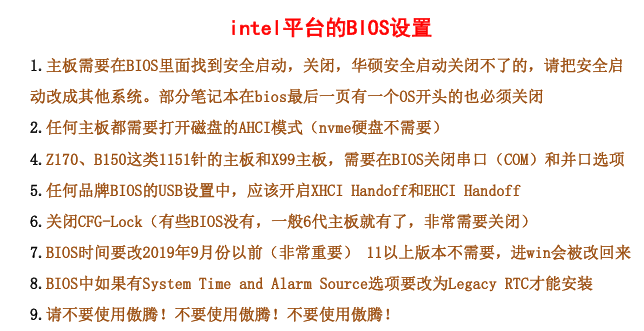 intel平台的BIOS设置
1.主板需要在BIOS里面找到安全启动，关闭，华硕安全启动关闭不了的，请把安全启
动改成其他系统。部分笔记本在bios最后一页有一个OS开头的也必须关闭
2.任何主板都需要打开磁盘的AHCI模式（nvme硬盘不需要）
4.Z170、B150这类1151针的主板和X99主板，需要在BIOS关闭串口（COM）和并口选项
5.任何品牌BIOS的USB设置中，应该开启XHCI Handoff和EHCI Handoff
6.关闭CFG-Lock（有些BIOS没有，一般6代主板就有了，非常需要关闭）
7.BIOS时间要改2019年9月份以前（非常重要） 11以上版本不需要，进win会被改回来
8.BIOS中如果有System Time and Alarm Source选项要改为Legacy RTC才能安装
9.请不要使用傲腾！不要使用傲腾！不要使用傲腾！